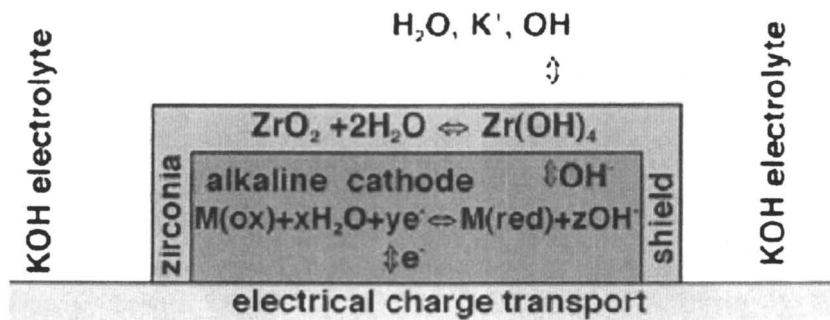 H₂O, K⁺, OH
KOH electrolyte
ZrO₂ +2H₂O ⇔ Zr(OH)₄
zirconia
alkaline cathode
⇕OH⁻
M(ox)+xH₂O+ye⁻⇔M(red)+zOH⁻
⇕e⁻
shield
KOH electrolyte
electrical charge transport